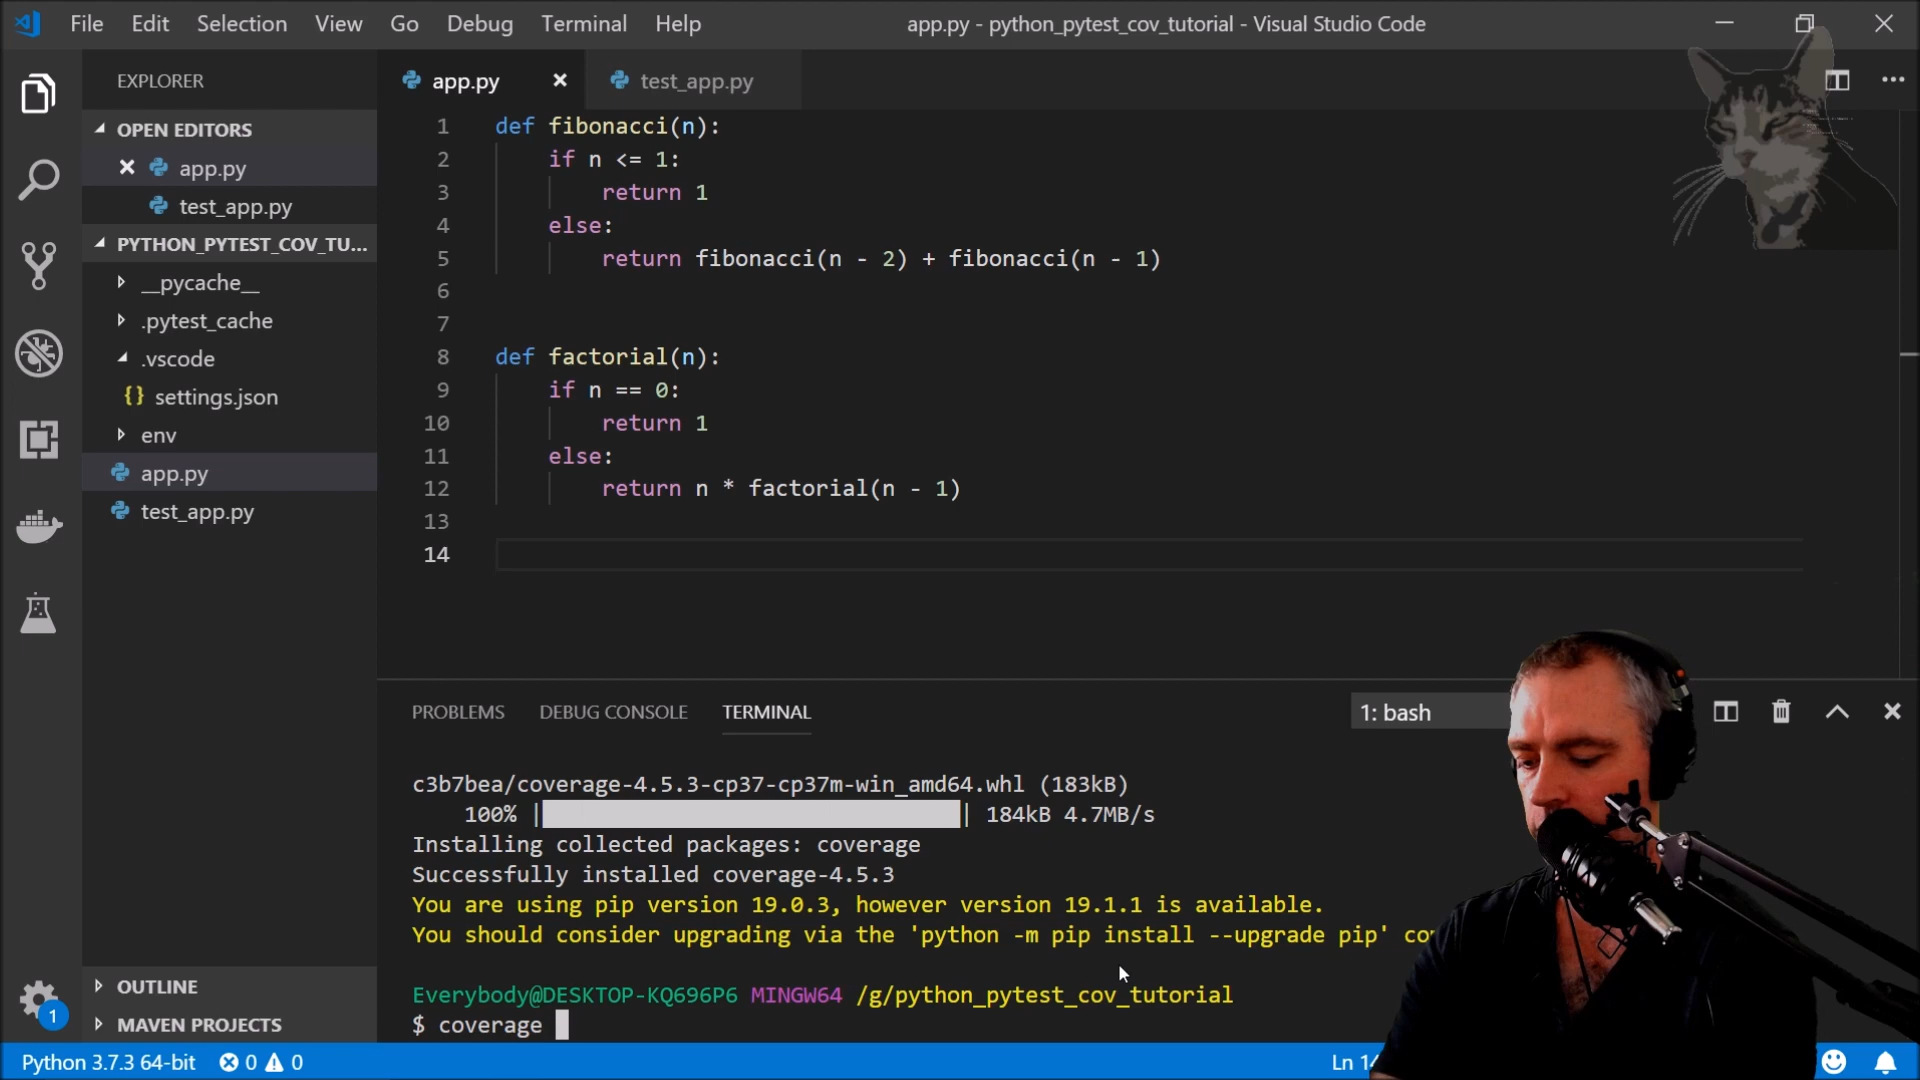 File Edit Selection View Go Debug Terminal Help app.py - python_pytest_cov_tutorial - Visual Studio Code
EXPLORER
OPEN EDITORS
app.py
test_app.py
PYTHON_PYTEST_COV_TU...
__pycache__
.pytest_cache
.vscode
{} settings.json
env
app.py
test_app.py
OUTLINE
MAVEN PROJECTS
app.py test_app.py
1 def fibonacci(n):
2 if n <= 1:
3 return 1
4 else:
5 return fibonacci(n - 2) + fibonacci(n - 1)
6
7
8 def factorial(n):
9 if n == 0:
10 return 1
11 else:
12 return n * factorial(n - 1)
13
14
PROBLEMS DEBUG CONSOLE TERMINAL 1: bash
c3b7bea/coverage-4.5.3-cp37-cp37m-win_amd64.whl (183kB)
100% | | 184kB 4.7MB/s
Installing collected packages: coverage
Successfully installed coverage-4.5.3
You are using pip version 19.0.3, however version 19.1.1 is available.
You should consider upgrading via the 'python -m pip install --upgrade pip'
Everybody@DESKTOP-KQ696P6 MINGW64 /g/python_pytest_cov_tutorial
$ coverage
1
Python 3.7.3 64-bit 0 0 Ln